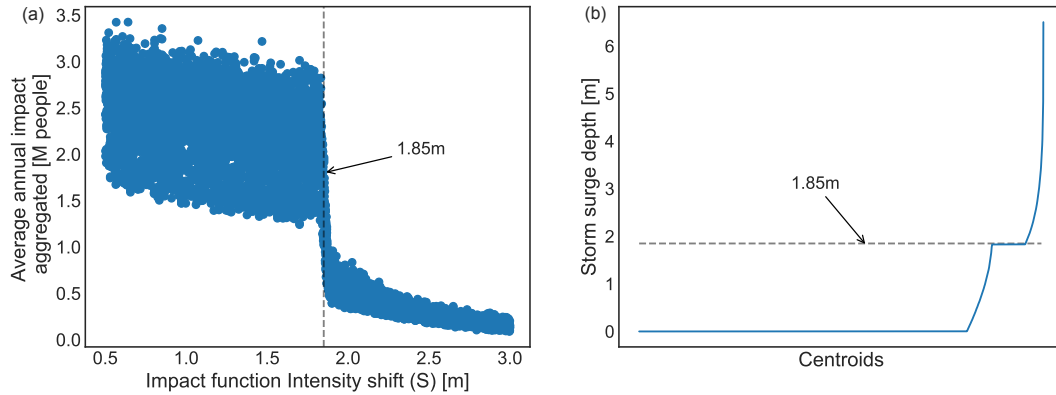 (a)
3.5
3.0
2.5
2.0
1.5
1.0
0.5
0.0
Average annual impact
aggregated [M people]
1.85m
0.5 1.0 1.5 2.0 2.5 3.0
Impact function Intensity shift (S) [m]
(b)
6
5
4
3
2
1
0
Storm surge depth [m]
1.85m
Centroids